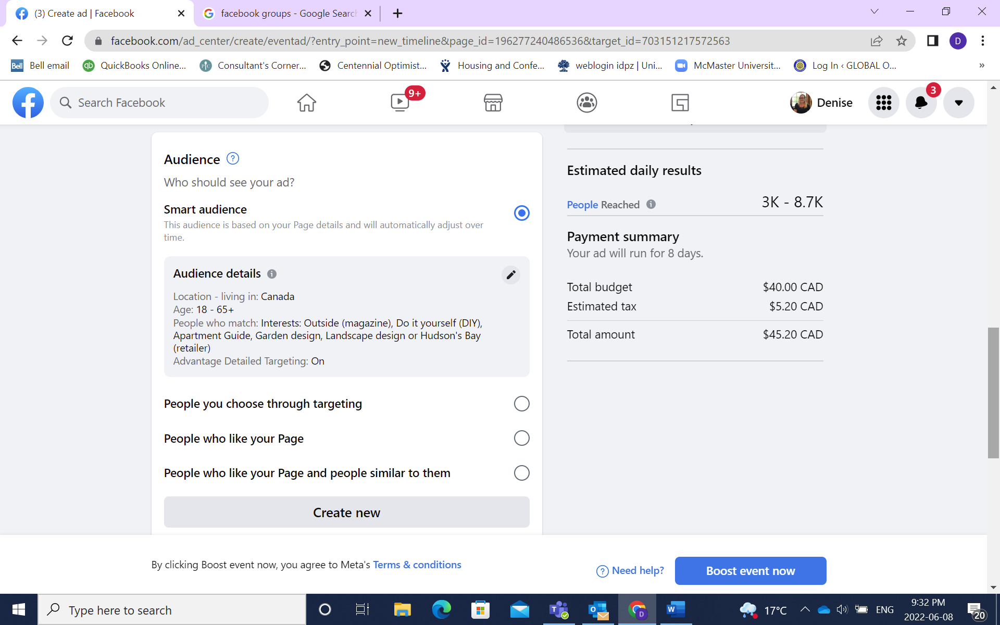 (3) Create ad | Facebook
facebook groups - Google Search
facebook.com/ad_center/create/eventad/?entry_point=new_timeline&page_id=196277240486536&target_id=703151217572563
D
Bell Bell email
qb QuickBooks Online...
PIC Consultant's Corner...
Centennial Optimist...
Housing and Confe...
weblogin idpz | Uni...
McMaster Universit...
Log In ‹ GLOBAL O...
»
Search Facebook
9+
Denise
3
Audience ?
Who should see your ad?
Smart audience
This audience is based on your Page details and will automatically adjust over
time.
Audience details i
Location - living in: Canada
Age: 18 - 65+
People who match: Interests: Outside (magazine), Do it yourself (DIY),
Apartment Guide, Garden design, Landscape design or Hudson's Bay
(retailer)
Advantage Detailed Targeting: On
People you choose through targeting
People who like your Page
People who like your Page and people similar to them
Create new
Estimated daily results
People Reached i 3K - 8.7K
Payment summary
Your ad will run for 8 days.
Total budget $40.00 CAD
Estimated tax $5.20 CAD
Total amount $45.20 CAD
By clicking Boost event now, you agree to Meta's Terms & conditions
? Need help?
Boost event now
Type here to search
17°C
ENG
9:32 PM
2022-06-08
20